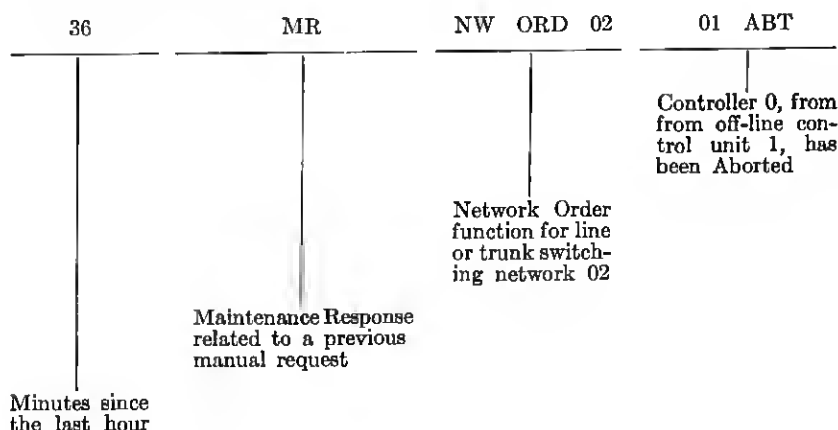 36 MR NW ORD 02 01 ABT
Controller 0, from
from off-line con-
trol unit 1, has
been Aborted
Network Order
function for line
or trunk switch-
ing network 02
Maintenance Response
related to a previous
manual request
Minutes since
the last hour